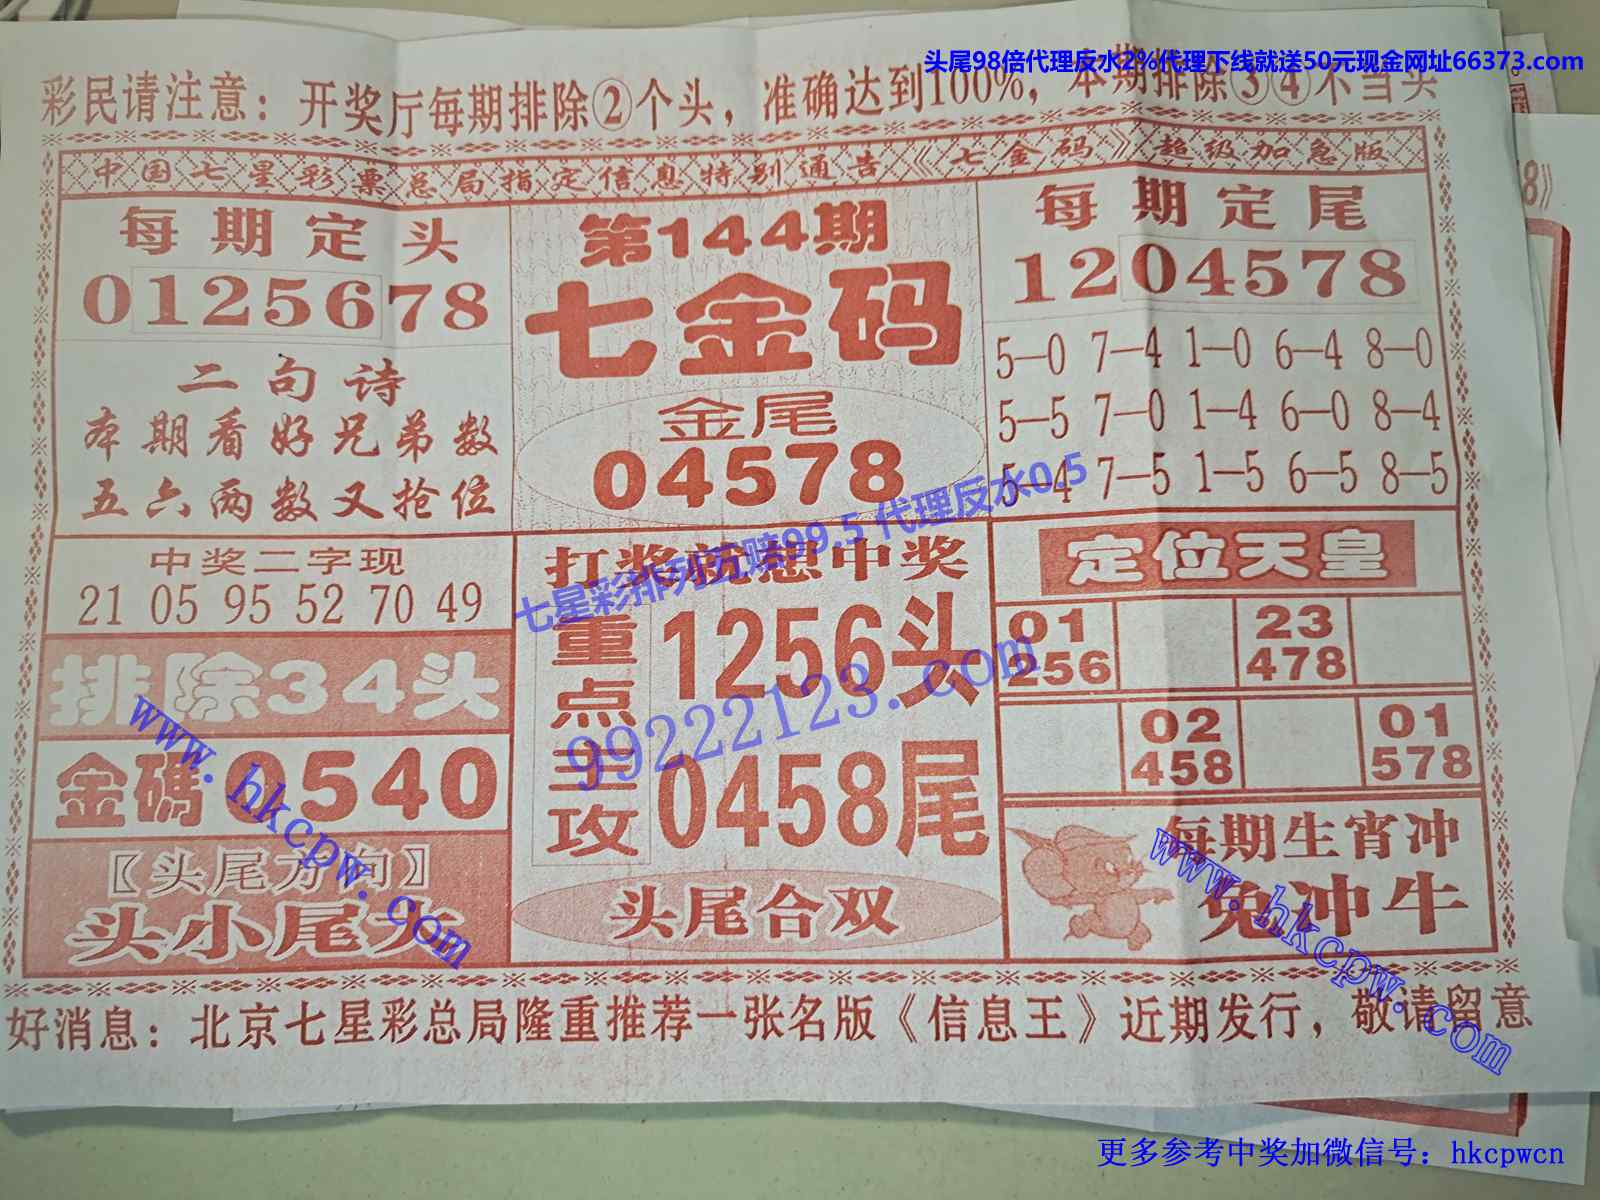 头尾98倍代理反水2%代理下线就送50元现金网址66373.com
彩民请注意：开奖厅每期排除②个头，准确达到100%，本期排除③④不当头
中国七星彩票总局指定信息特别通告《七金码》超级加急版
每期定头
012567 8
二句诗
本期看好兄弟数
五六两数又抢位
中奖二字现
21 05 95 52 70 49
排除34头
金碼 0540
〖头尾方向〗
头小尾大
第144期
七金码
金尾
04578
打奖就想中奖
重点主攻
1256头
0458尾
头尾合双
每期定尾
1204578
5—0 7—4 1—0 6—4 8—0
5—5 7—0 1—4 6—0 8—4
5—4 7—5 1—5 6—5 8—5
定位天皇
01 23
256 478
02 01
458 578
每期生肖冲
兔冲牛
好消息：北京七星彩总局隆重推荐一张名版《信息王》近期发行，敬请留意
七星彩排列五赔99.5 代理反水0.5
99222123.com
www.hkcpw.com
www.hkcpw.com
更多参考中奖加微信号：hkcpwcn
8》